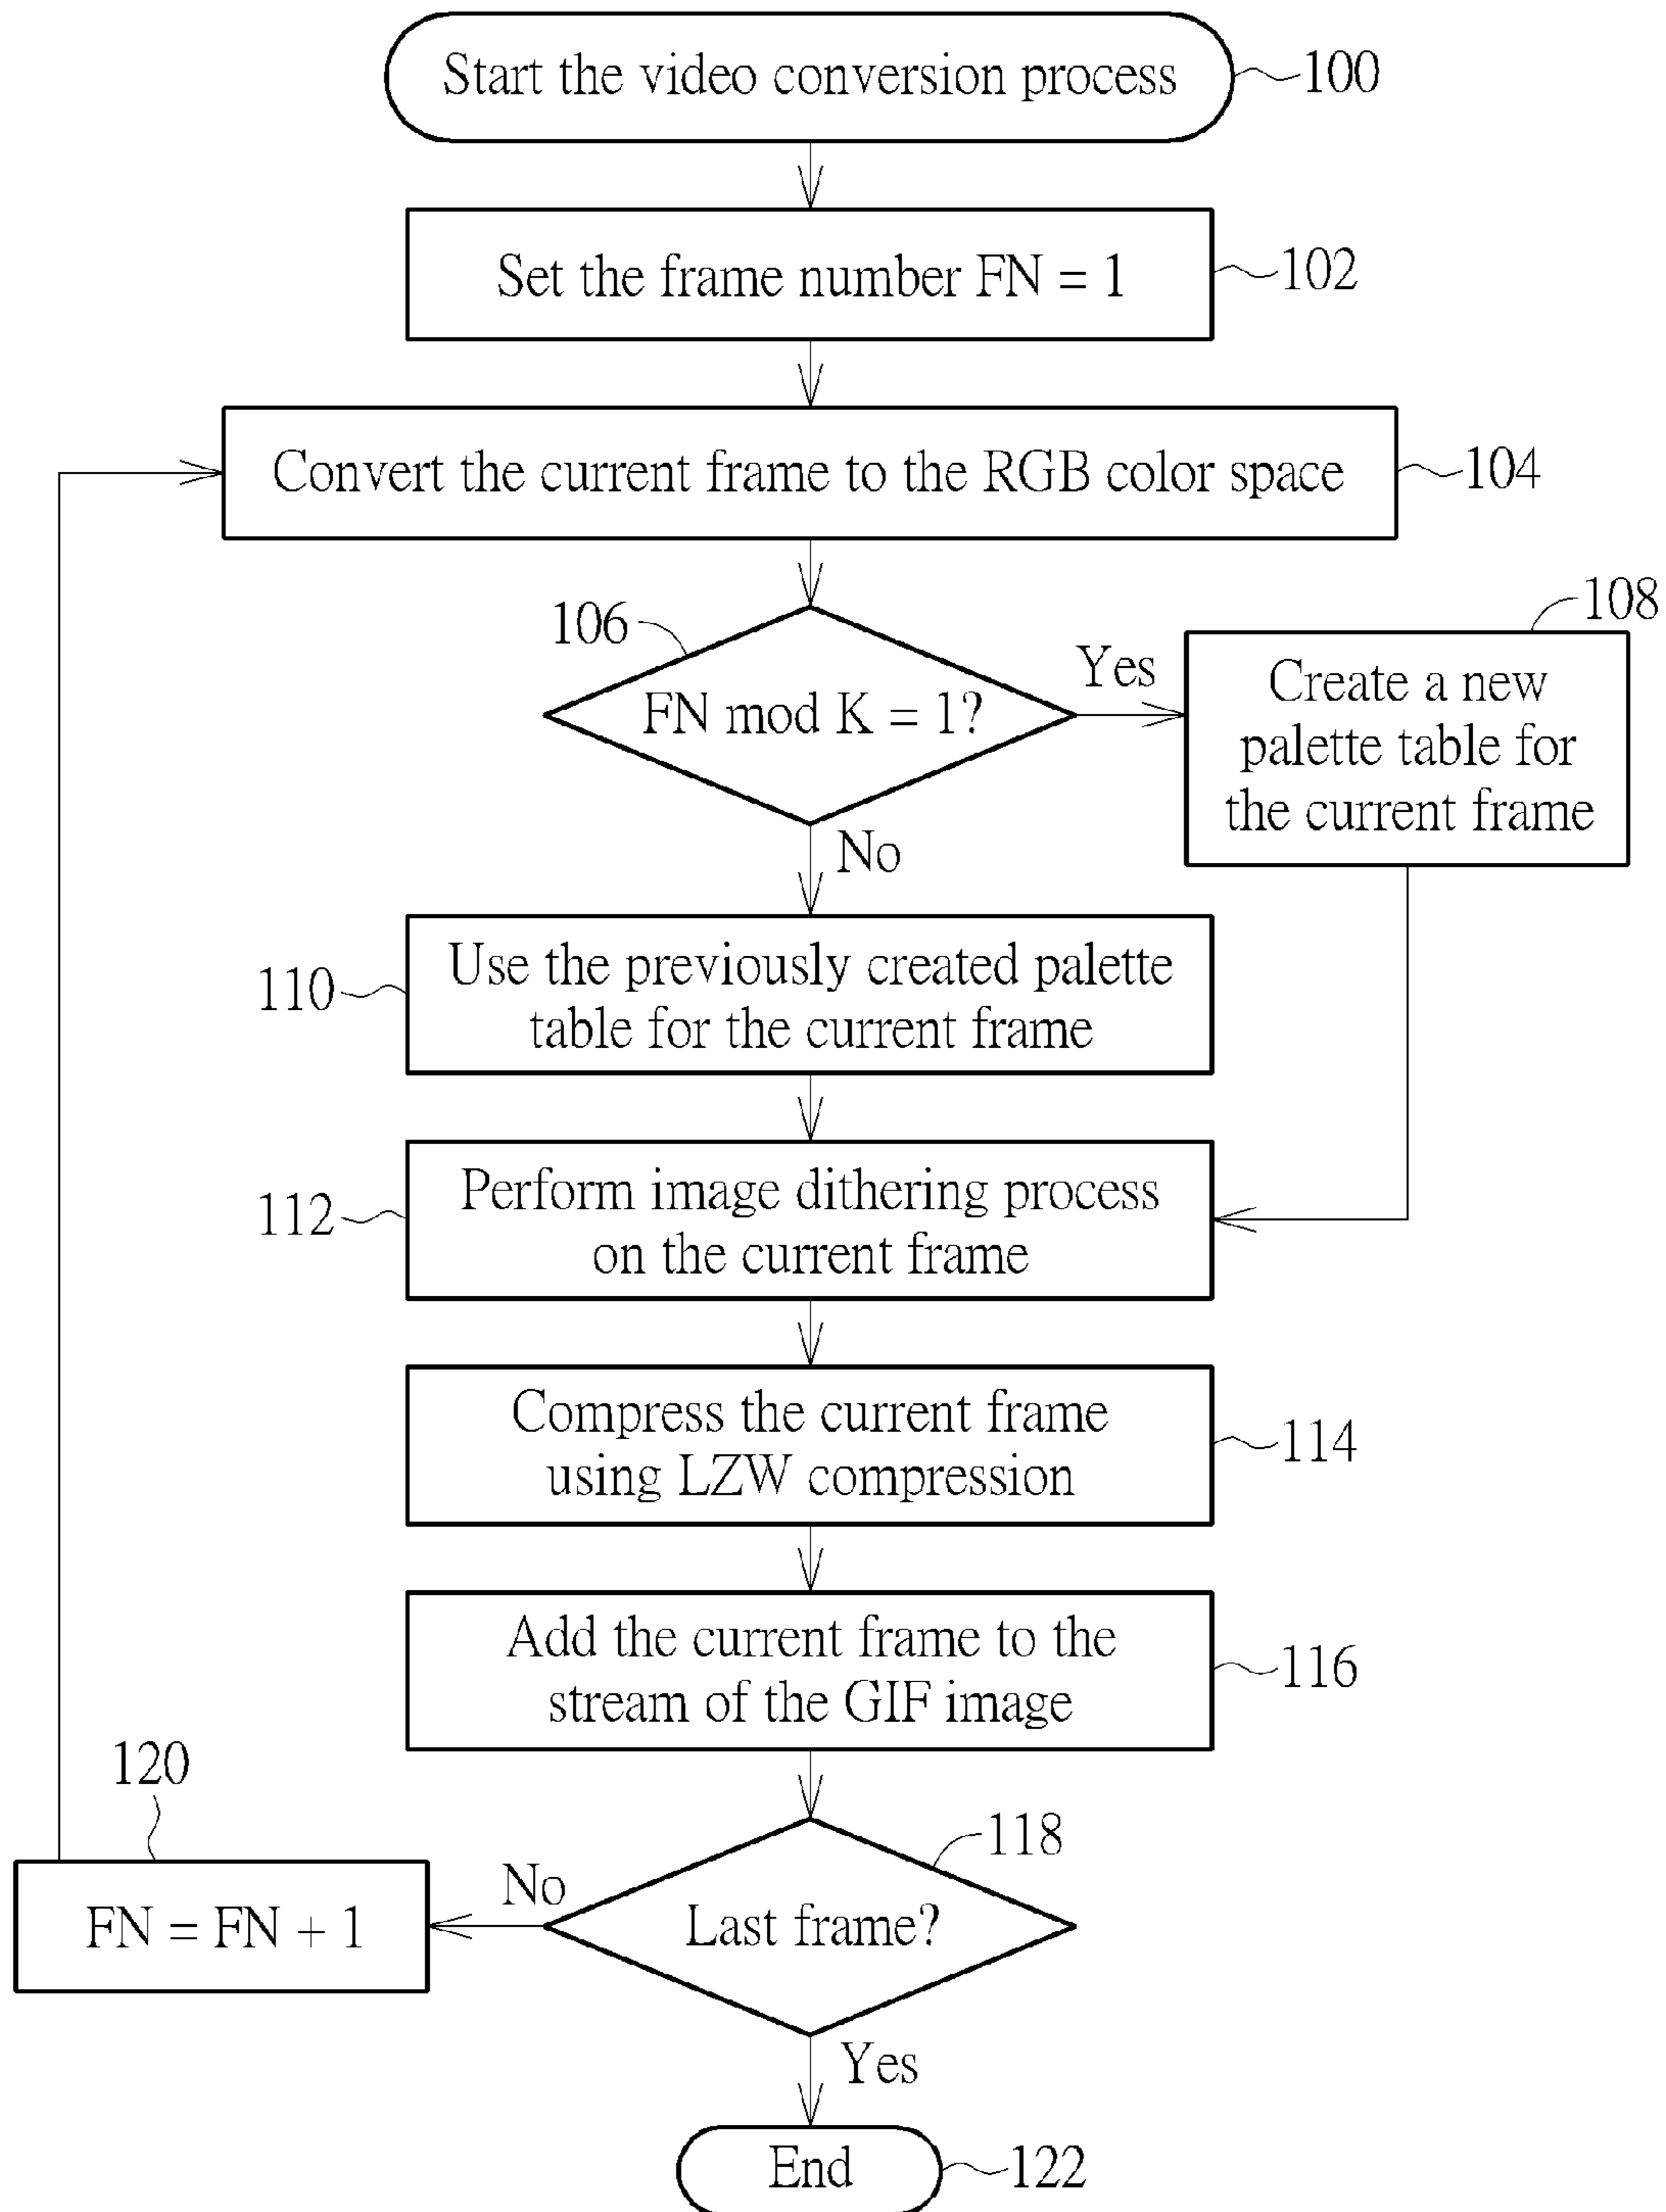 Start the video conversion process
100
Set the frame number FN = 1
102
Convert the current frame to the RGB color space
104
106
FN mod K = 1?
Yes
108
Create a new
palette table for
the current frame
No
110
Use the previously created palette
table for the current frame
112
Perform image dithering process
on the current frame
Compress the current frame
using LZW compression
114
Add the current frame to the
stream of the GIF image
116
118
Last frame?
No
120
FN = FN + 1
Yes
End
122